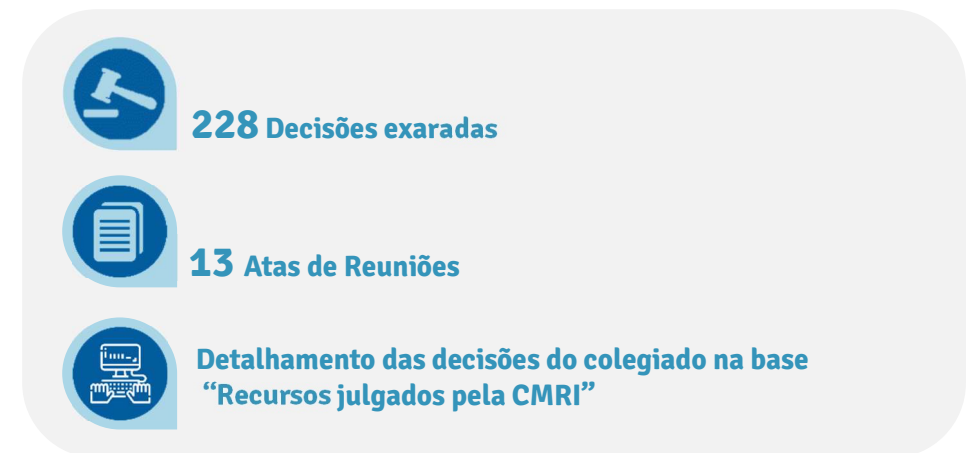 228 Decisões exaradas
13 Atas de Reuniões
Detalhamento das decisões do colegiado na base
“Recursos julgados pela CMRI”